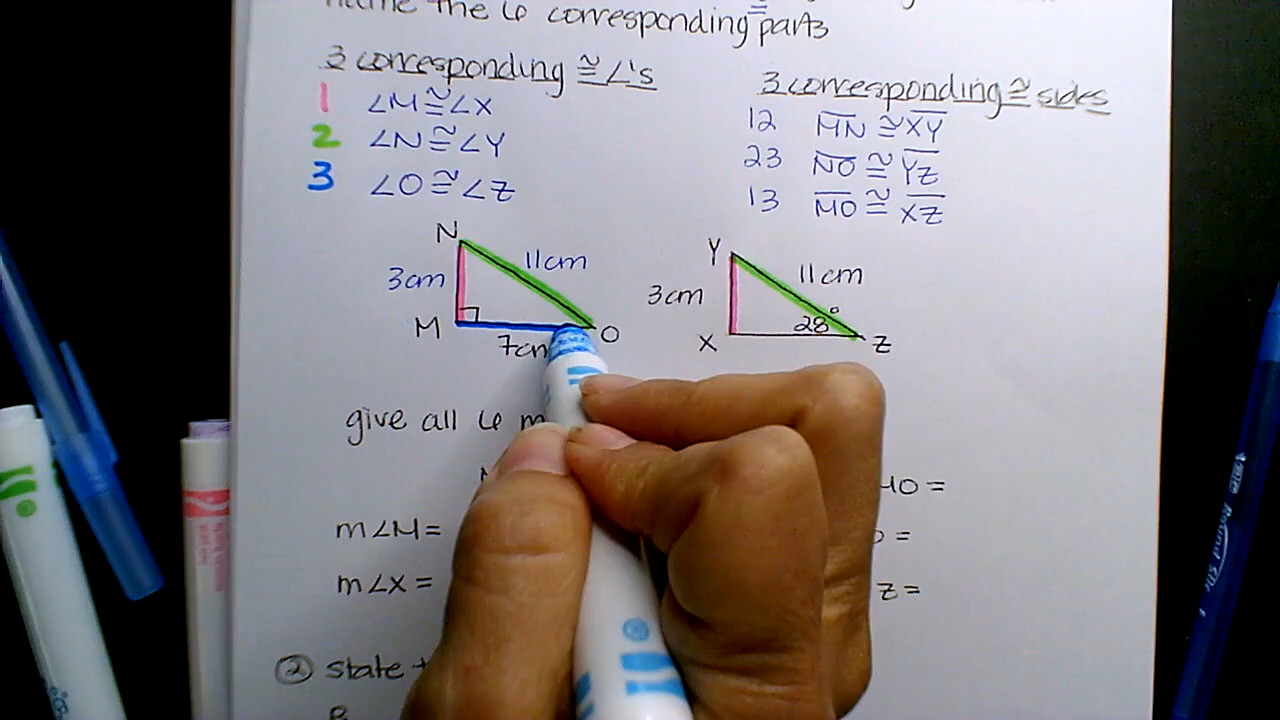 name the 6 corresponding parts
3 corresponding ≅ ∠'s
1 ∠M ≅ ∠X
2 ∠N ≅ ∠Y
3 ∠O ≅ ∠Z
3 corresponding ≅ sides
12 MN ≅ XY
23 NO ≅ YZ
13 MO ≅ XZ
N
3cm
11cm
M
7cm
O
Y
3cm
11cm
28°
X
Z
give all 6
MO =
m∠M =
=
m∠X =
Z =
② state